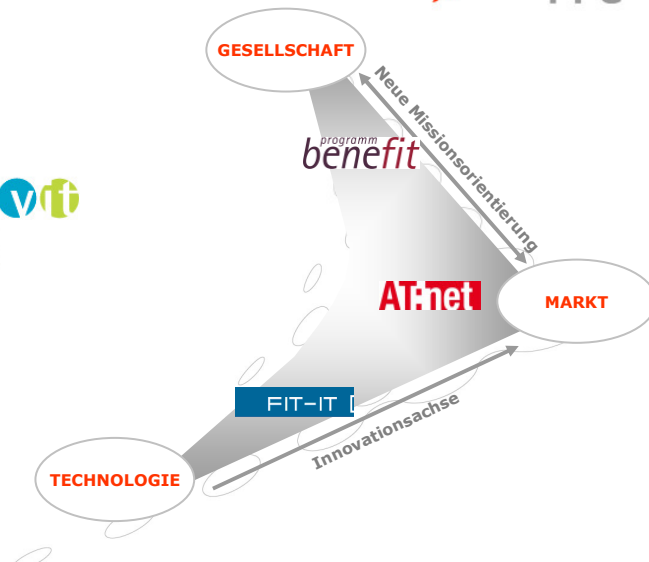 GESELLSCHAFT
Neue Missionsorientierung
programm
benefit
AT:net
MARKT
FIT-IT
Innovationsachse
TECHNOLOGIE